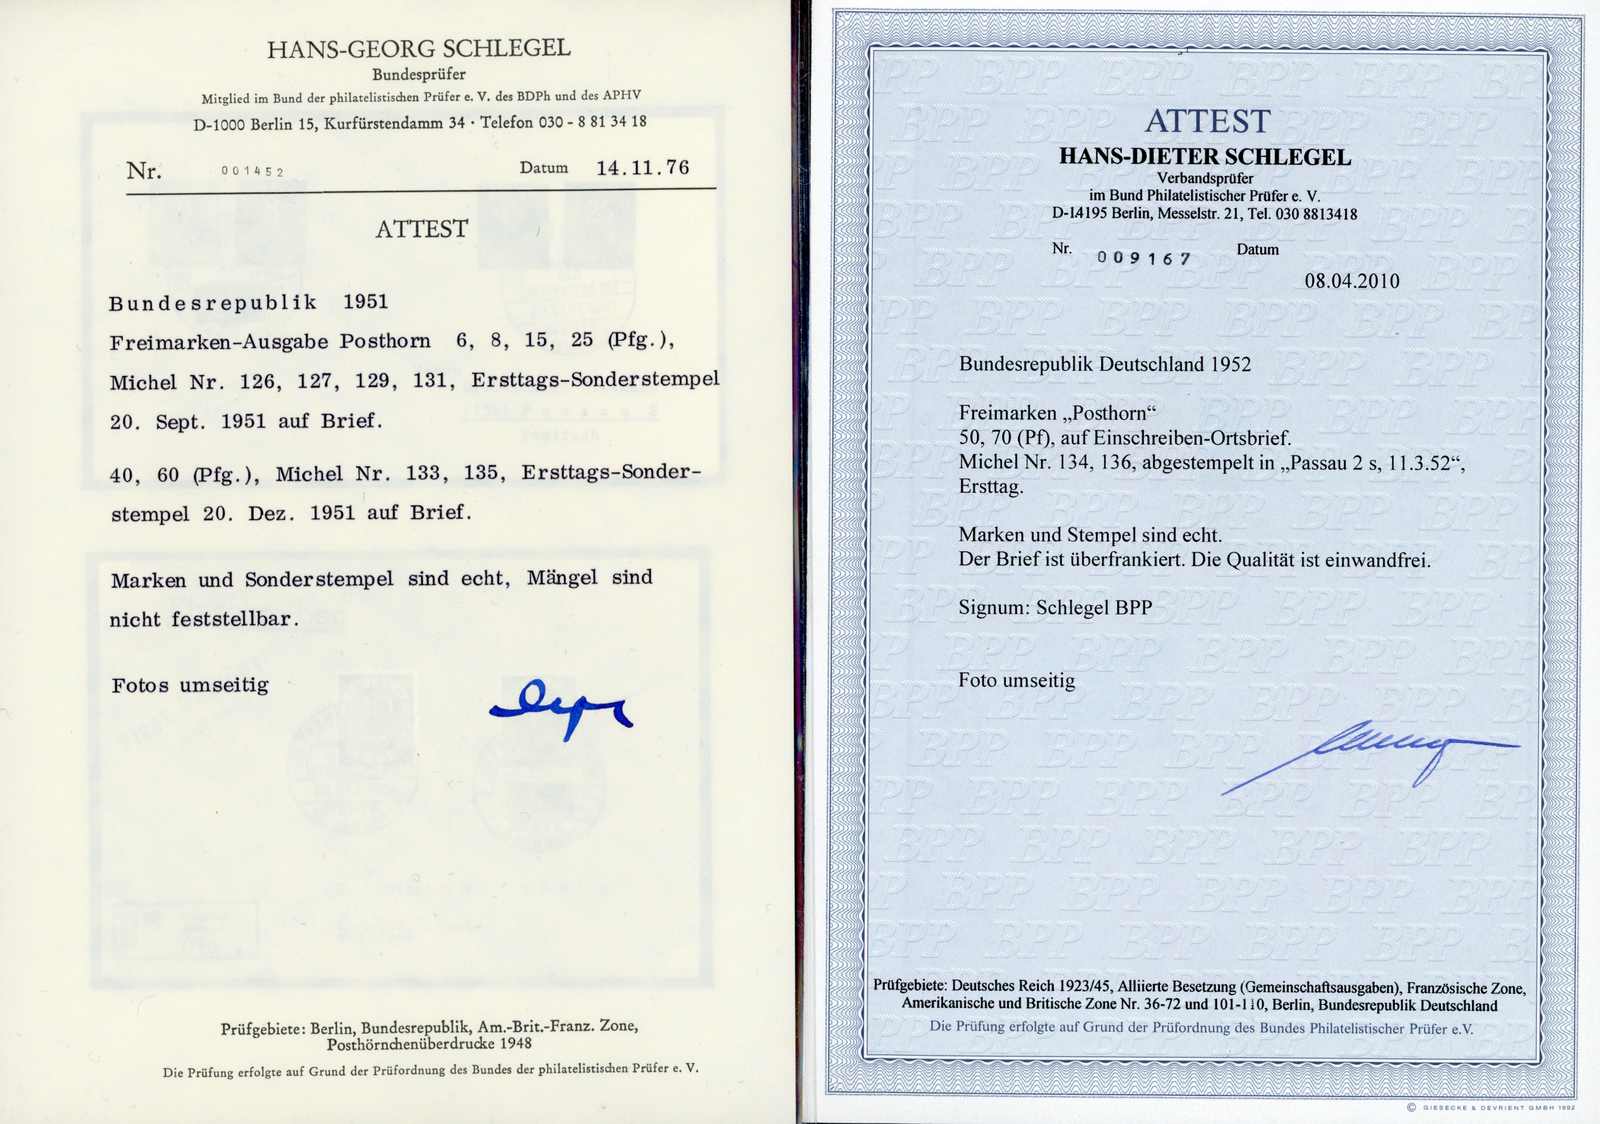 HANS-GEORG SCHLEGEL
Bundesprüfer
Mitglied im Bund der philatelistischen Prüfer e. V. des BDPh und des APHV
D-1000 Berlin 15, Kurfürstendamm 34 · Telefon 030 - 8 81 34 18
Nr. 001452 Datum 14.11.76
ATTEST
Bundesrepublik 1951
Freimarken-Ausgabe Posthorn 6, 8, 15, 25 (Pfg.),
Michel Nr. 126, 127, 129, 131, Ersttags-Sonderstempel
20. Sept. 1951 auf Brief.
40, 60 (Pfg.), Michel Nr. 133, 135, Ersttags-Sonder-
stempel 20. Dez. 1951 auf Brief.
Marken und Sonderstempel sind echt, Mängel sind
nicht feststellbar.
Fotos umseitig
Prüfgebiete: Berlin, Bundesrepublik, Am.-Brit.-Franz. Zone,
Posthörnchenüberdrucke 1948
Die Prüfung erfolgte auf Grund der Prüfordnung des Bundes der philatelistischen Prüfer e. V.
ATTEST
HANS-DIETER SCHLEGEL
Verbandsprüfer
im Bund Philatelistischer Prüfer e. V.
D-14195 Berlin, Messelstr. 21, Tel. 030 8813418
Nr. 009167 Datum
08.04.2010
Bundesrepublik Deutschland 1952
Freimarken „Posthorn“
50, 70 (Pf), auf Einschreiben-Ortsbrief.
Michel Nr. 134, 136, abgestempelt in „Passau 2 s, 11.3.52“,
Ersttag.
Marken und Stempel sind echt.
Der Brief ist überfrankiert. Die Qualität ist einwandfrei.
Signum: Schlegel BPP
Foto umseitig
Prüfgebiete: Deutsches Reich 1923/45, Alliierte Besetzung (Gemeinschaftsausgaben), Französische Zone,
Amerikanische und Britische Zone Nr. 36-72 und 101-110, Berlin, Bundesrepublik Deutschland
Die Prüfung erfolgte auf Grund der Prüfordnung des Bundes Philatelistischer Prüfer e.V.
© GIESECKE & DEVRIENT GMBH 1992